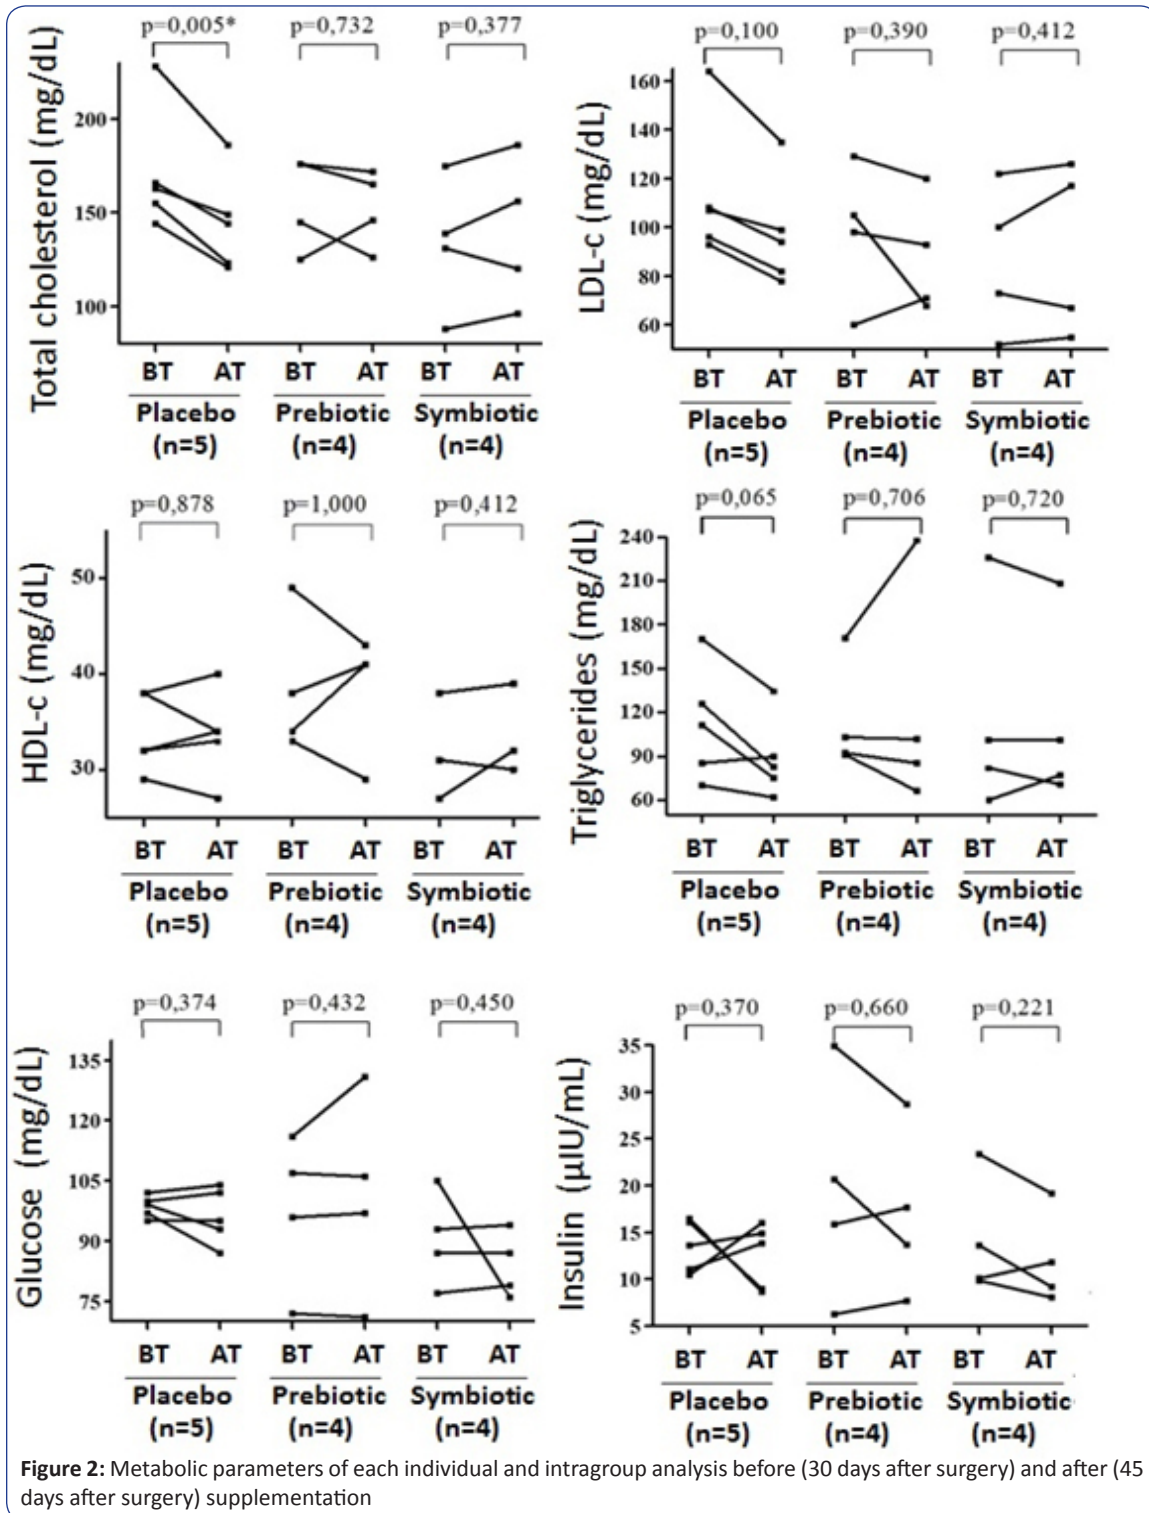 p=0,005* p=0,732 p=0,377
Total cholesterol (mg/dL)
200
150
100
BT AT BT AT BT AT
Placebo Prebiotic Symbiotic
(n=5) (n=4) (n=4)
p=0,100 p=0,390 p=0,412
LDL-c (mg/dL)
160
140
120
100
80
60
BT AT BT AT BT AT
Placebo Prebiotic Symbiotic
(n=5) (n=4) (n=4)
p=0,878 p=1,000 p=0,412
HDL-c (mg/dL)
50
40
30
BT AT BT AT BT AT
Placebo Prebiotic Symbiotic
(n=5) (n=4) (n=4)
p=0,065 p=0,706 p=0,720
Triglycerides (mg/dL)
240
210
180
150
120
90
60
BT AT BT AT BT AT
Placebo Prebiotic Symbiotic
(n=5) (n=4) (n=4)
p=0,374 p=0,432 p=0,450
Glucose (mg/dL)
135
120
105
90
75
BT AT BT AT BT AT
Placebo Prebiotic Symbiotic
(n=5) (n=4) (n=4)
p=0,370 p=0,660 p=0,221
Insulin (µIU/mL)
35
30
25
20
15
10
5
BT AT BT AT BT AT
Placebo Prebiotic Symbiotic
(n=5) (n=4) (n=4)
Figure 2: Metabolic parameters of each individual and intragroup analysis before (30 days after surgery) and after (45
days after surgery) supplementation